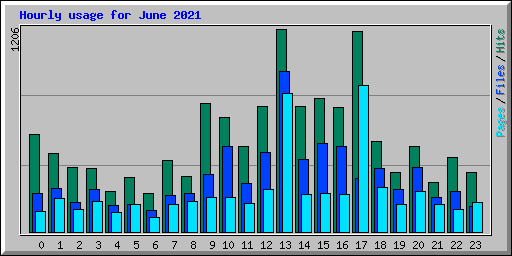 Hourly usage for June 2021
1206
Pages / Files / Hits
0 1 2 3 4 5 6 7 8 9 10 11 12 13 14 15 16 17 18 19 20 21 22 23